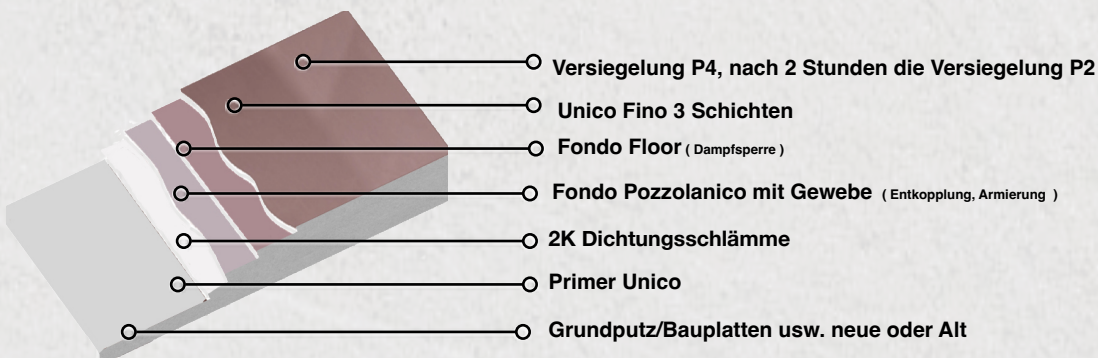 Versiegelung P4, nach 2 Stunden die Versiegelung P2
Unico Fino 3 Schichten
Fondo Floor ( Dampfsperre )
Fondo Pozzolanico mit Gewebe ( Entkopplung, Armierung )
2K Dichtungsschlämme
Primer Unico
Grundputz/Bauplatten usw. neue oder Alt